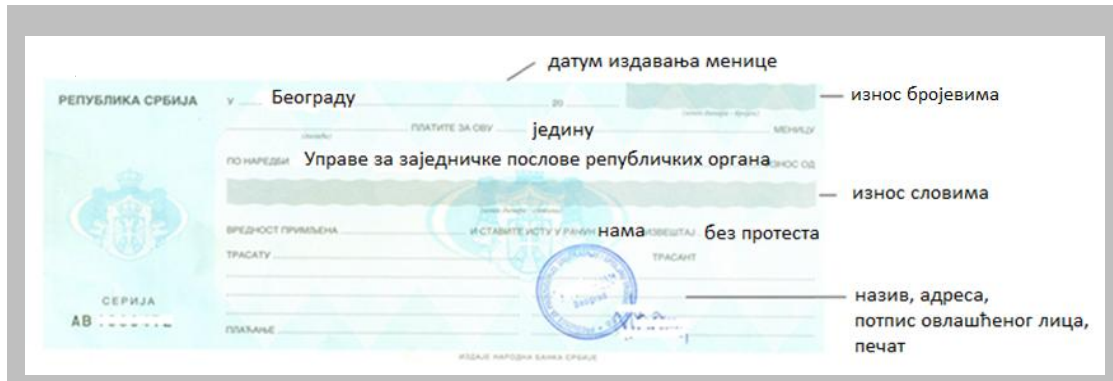 датум издавања менице
РЕПУБЛИКА СРБИЈА
У Београду 20
износ бројевима
ПЛАТИТЕ ЗА ОВУ једину МЕНИЦУ
ПО НАРЕДБИ Управе за заједничке послове републичких органа ИЗНОС ОД
износ словима
ВРЕДНОСТ ПРИМЉЕНА И СТАВИТЕ ИСТУ У РАЧУН нама ИЗВЕШТАЈ без протеста
ТРАСАТУ ТРАСАНТ
СЕРИЈА
назив, адреса,
АВ
потпис овлашћеног лица,
ПЛАЋАЊЕ
печат
ИЗДАЈЕ НАРОДНА БАНКА СРБИЈЕ